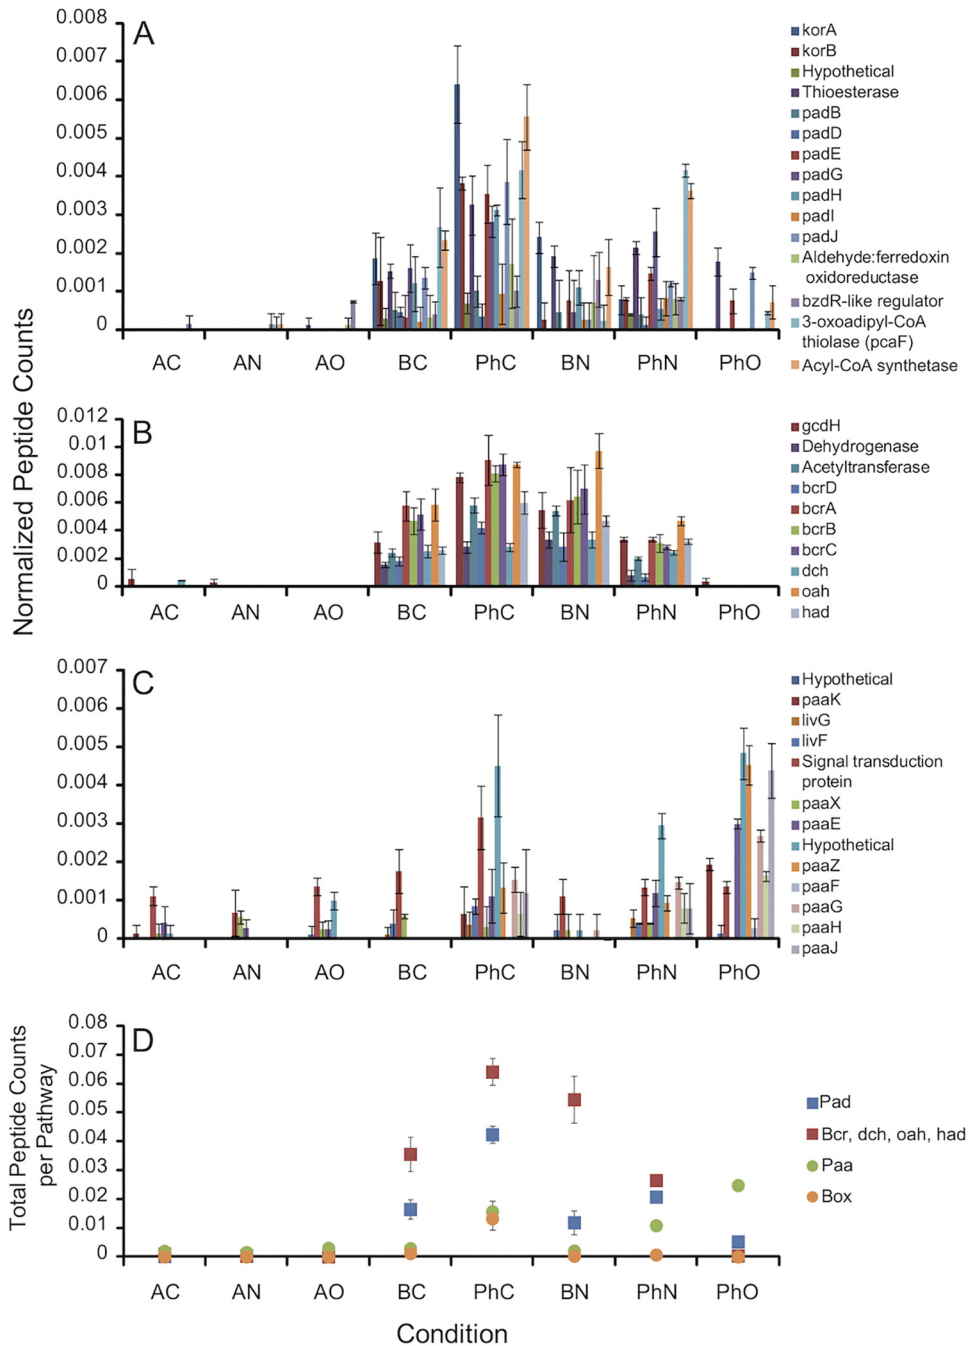 Normalized Peptide Counts
A
0.008
0.007
0.006
0.005
0.004
0.003
0.002
0.001
0
AC AN AO BC PhC BN PhN PhO
korA
korB
Hypothetical
Thioesterase
padB
padD
padE
padG
padH
padI
padJ
Aldehyde:ferredoxin
oxidoreductase
bzdR-like regulator
3-oxoadipyl-CoA
thiolase (pcaF)
Acyl-CoA synthetase
B
0.012
0.01
0.008
0.006
0.004
0.002
0
AC AN AO BC PhC BN PhN PhO
gcdH
Dehydrogenase
Acetyltransferase
bcrD
bcrA
bcrB
bcrC
dch
oah
had
C
0.007
0.006
0.005
0.004
0.003
0.002
0.001
0
AC AN AO BC PhC BN PhN PhO
Hypothetical
paaK
livG
livF
Signal transduction
protein
paaX
paaE
Hypothetical
paaZ
paaF
paaG
paaH
paaJ
Total Peptide Counts
per Pathway
D
0.08
0.07
0.06
0.05
0.04
0.03
0.02
0.01
0
AC AN AO BC PhC BN PhN PhO
Condition
Pad
Bcr, dch, oah, had
Paa
Box